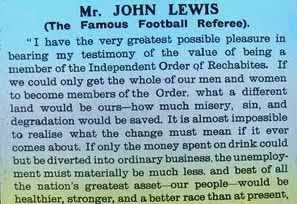 Mr. JOHN LEWIS
(The Famous Football Referee).
"I have the very greatest possible pleasure in
bearing my testimony of the value of being a
member of the Independent Order of Rechabites. If
we could only get the whole of our men and women
to become members of the Order, what a different
land would be ours—how much misery, sin, and
degradation would be saved. It is almost impossible
to realise what the change must mean if it ever
comes about. If only the money spent on drink could
but be diverted into ordinary business, the unemploy-
ment must materially be much less, and best of all
the nation's greatest asset—our people—would be
healthier, stronger, and a better race than at present,